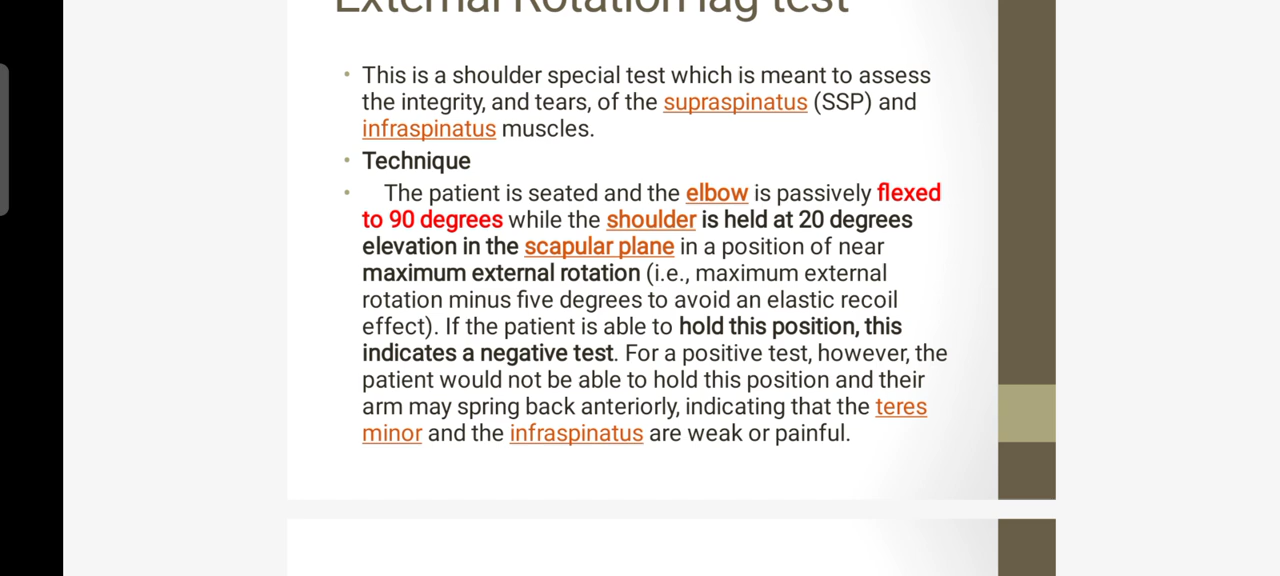 External Rotation lag test
• This is a shoulder special test which is meant to assess
the integrity, and tears, of the supraspinatus (SSP) and
infraspinatus muscles.
• Technique
• The patient is seated and the elbow is passively flexed
to 90 degrees while the shoulder is held at 20 degrees
elevation in the scapular plane in a position of near
maximum external rotation (i.e., maximum external
rotation minus five degrees to avoid an elastic recoil
effect). If the patient is able to hold this position, this
indicates a negative test. For a positive test, however, the
patient would not be able to hold this position and their
arm may spring back anteriorly, indicating that the teres
minor and the infraspinatus are weak or painful.